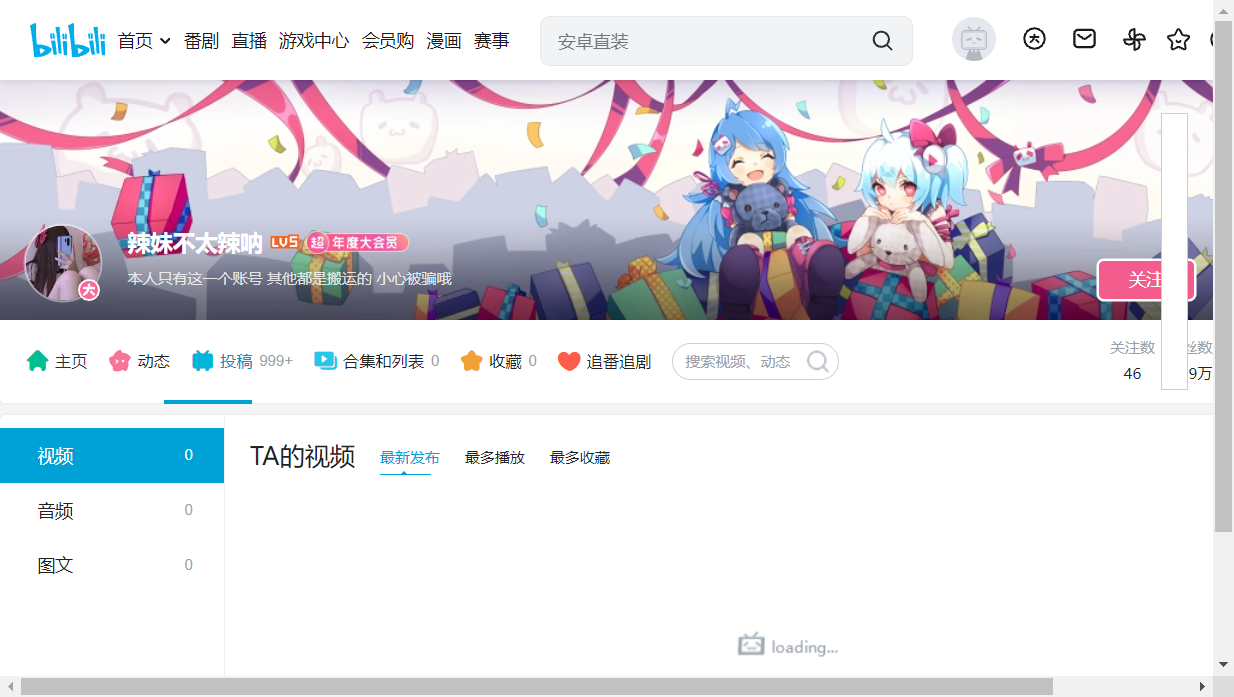 bilibili 首页 番剧 直播 游戏中心 会员购 漫画 赛事 安卓直装
辣妹不太辣呐 LV5 超 年度大会员
本人只有这一个账号 其他都是搬运的 小心被骗哦
大
关注
主页 动态 投稿 999+ 合集和列表 0 收藏 0 追番追剧 搜索视频、动态
关注数 丝数
46 9万
视频 0
音频 0
图文 0
TA的视频 最新发布 最多播放 最多收藏
loading...